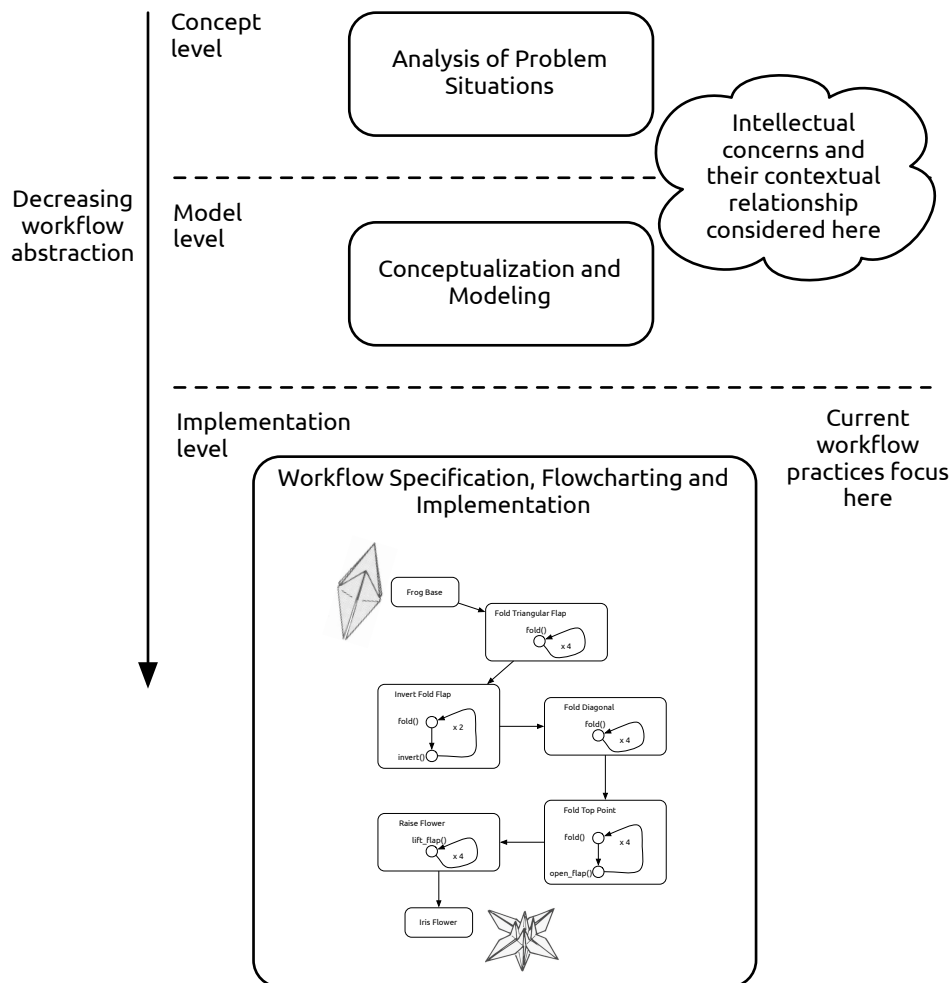 Concept
level
Analysis of Problem
Situations
Intellectual
concerns and
their contextual
relationship
considered here
Decreasing
workflow
abstraction
Model
level
Conceptualization and
Modeling
Implementation
level
Current
workflow
practices focus
here
Workflow Specification, Flowcharting and
Implementation
Frog Base
Fold Triangular Flap
fold()
x 4
Invert Fold Flap
fold()
x 2
invert()
Fold Diagonal
fold()
x 4
Fold Top Point
fold()
x 4
open_flap()
Raise Flower
lift_flap()
x 4
Iris Flower